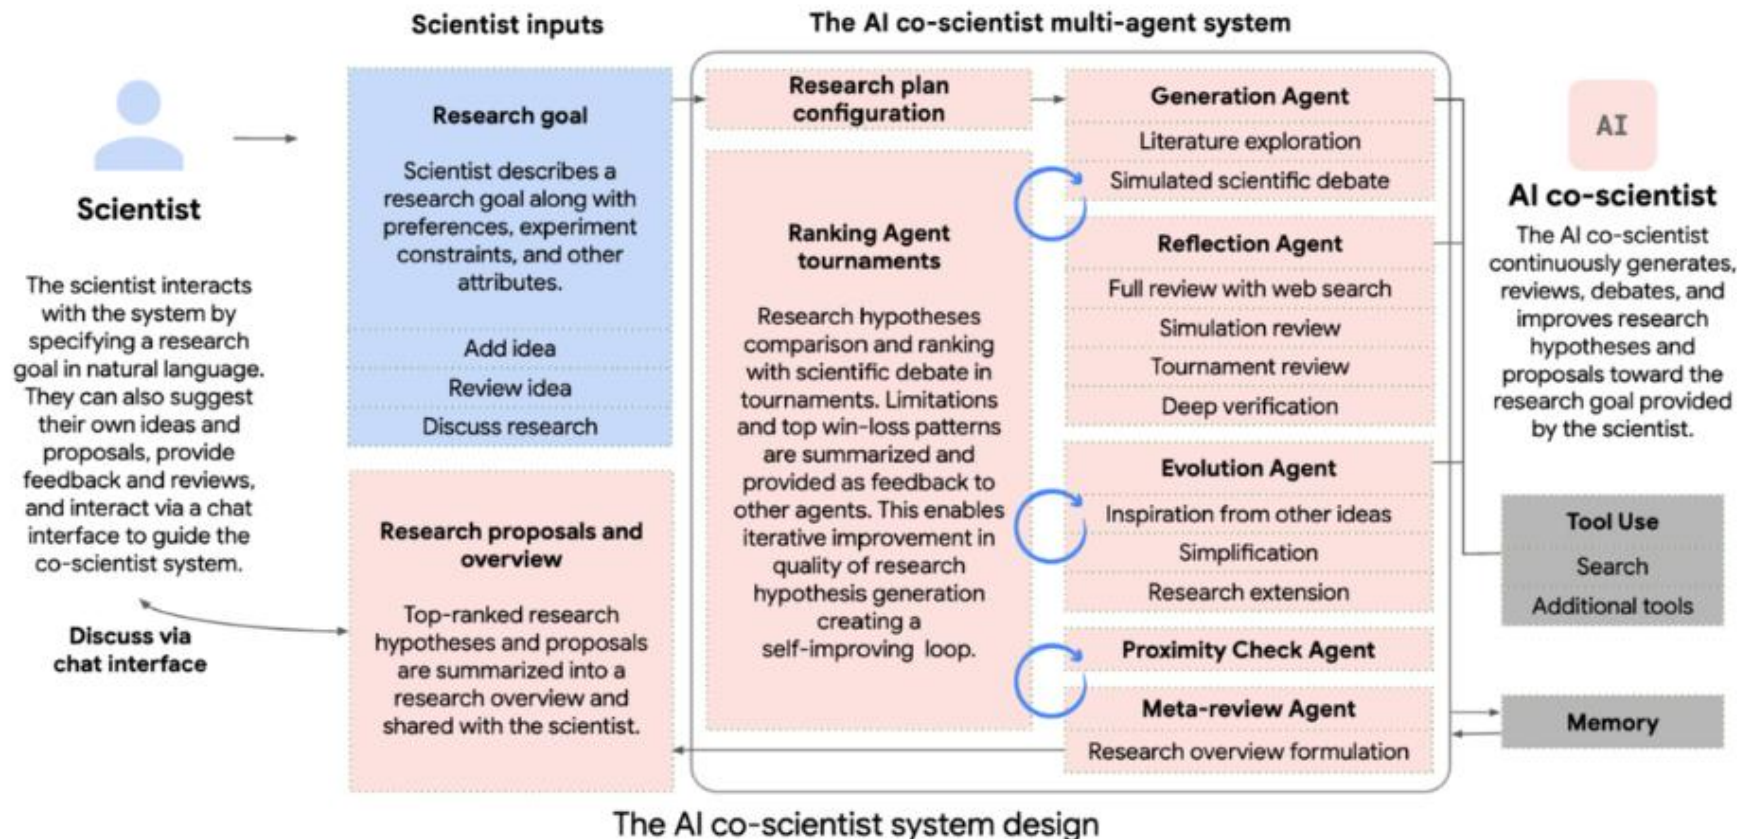 Scientist inputs
The AI co-scientist multi-agent system
Scientist
The scientist interacts
with the system by
specifying a research
goal in natural language.
They can also suggest
their own ideas and
proposals, provide
feedback and reviews,
and interact via a chat
interface to guide the
co-scientist system.
Discuss via
chat interface
Research goal
Scientist describes a
research goal along with
preferences, experiment
constraints, and other
attributes.
Add idea
Review idea
Discuss research
Research proposals and
overview
Top-ranked research
hypotheses and proposals
are summarized into a
research overview and
shared with the scientist.
Research plan
configuration
Ranking Agent
tournaments
Research hypotheses
comparison and ranking
with scientific debate in
tournaments. Limitations
and top win-loss patterns
are summarized and
provided as feedback to
other agents. This enables
iterative improvement in
quality of research
hypothesis generation
creating a
self-improving loop.
Generation Agent
Literature exploration
Simulated scientific debate
Reflection Agent
Full review with web search
Simulation review
Tournament review
Deep verification
Evolution Agent
Inspiration from other ideas
Simplification
Research extension
Proximity Check Agent
Meta-review Agent
Research overview formulation
AI
AI co-scientist
The AI co-scientist
continuously generates,
reviews, debates, and
improves research
hypotheses and
proposals toward the
research goal provided
by the scientist.
Tool Use
Search
Additional tools
Memory
The AI co-scientist system design